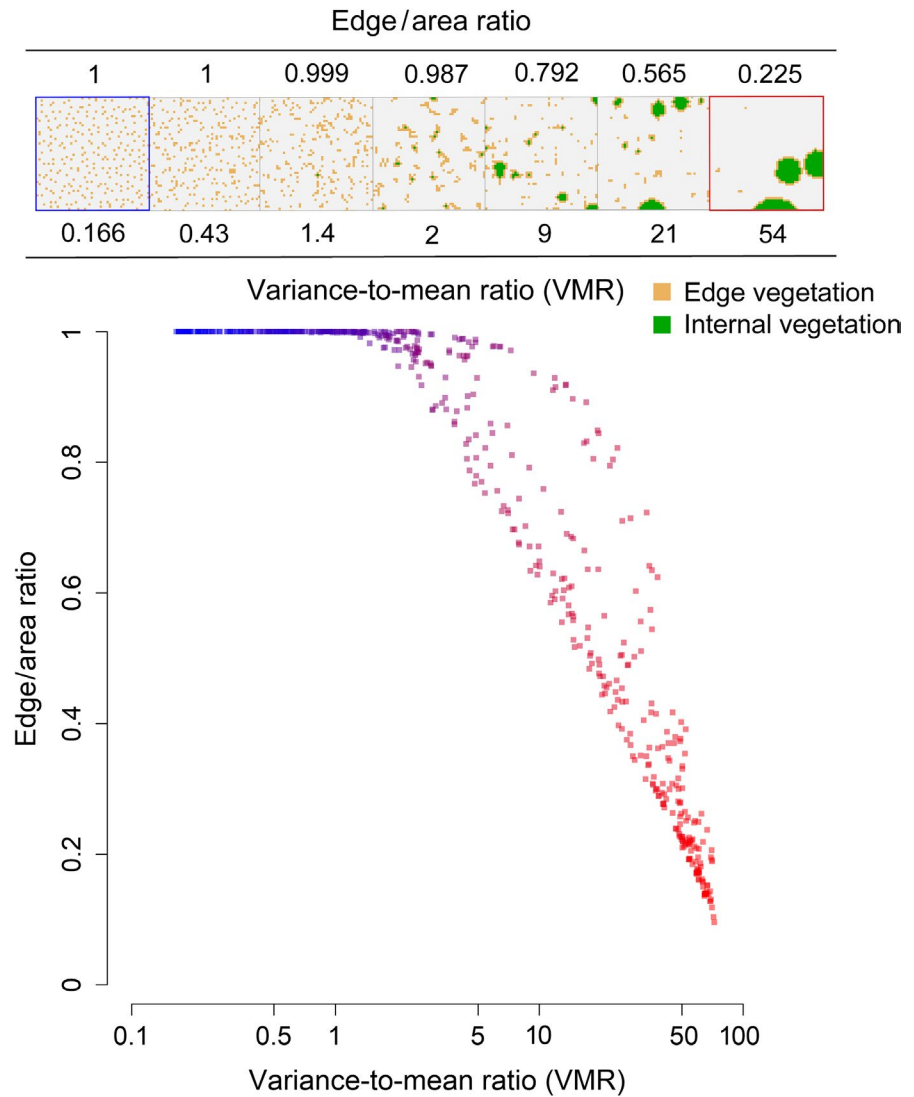 Edge/area ratio
1 1 0.999 0.987 0.792 0.565 0.225
0.166 0.43 1.4 2 9 21 54
Variance-to-mean ratio (VMR)
Edge vegetation
Internal vegetation
1
0.8
0.6
0.4
0.2
0
Edge/area ratio
0.1 0.5 1 5 10 50 100
Variance-to-mean ratio (VMR)